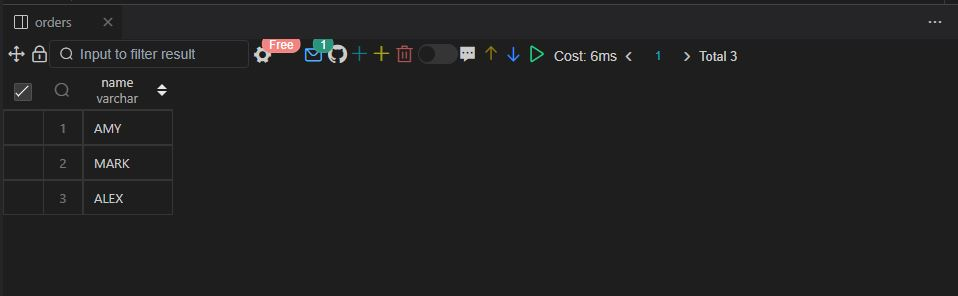 orders
Input to filter result
Free
1
Cost: 6ms
1
Total 3
name
varchar
1 AMY
2 MARK
3 ALEX